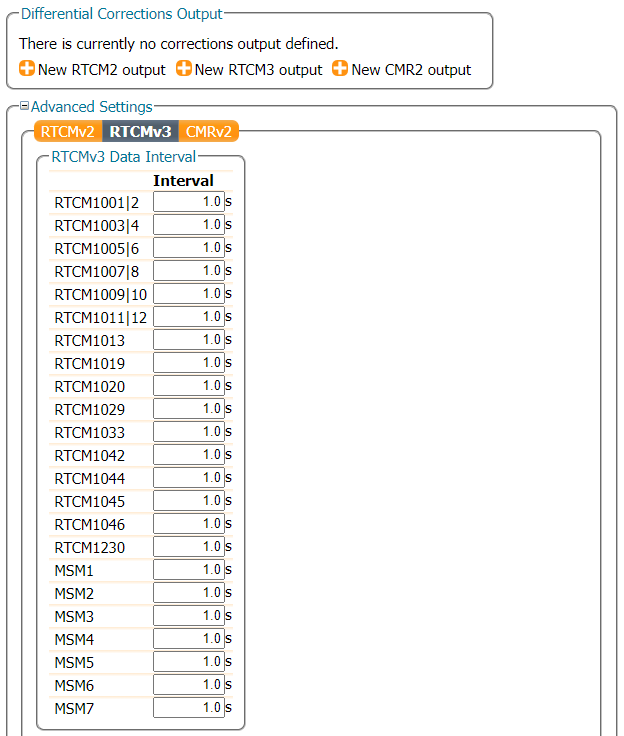 Differential Corrections Output
There is currently no corrections output defined.
New RTCM2 output New RTCM3 output New CMR2 output
Advanced Settings
RTCMv2 RTCMv3 CMRv2
RTCMv3 Data Interval
Interval
RTCM1001|2 1.0 s
RTCM1003|4 1.0 s
RTCM1005|6 1.0 s
RTCM1007|8 1.0 s
RTCM1009|10 1.0 s
RTCM1011|12 1.0 s
RTCM1013 1.0 s
RTCM1019 1.0 s
RTCM1020 1.0 s
RTCM1029 1.0 s
RTCM1033 1.0 s
RTCM1042 1.0 s
RTCM1044 1.0 s
RTCM1045 1.0 s
RTCM1046 1.0 s
RTCM1230 1.0 s
MSM1 1.0 s
MSM2 1.0 s
MSM3 1.0 s
MSM4 1.0 s
MSM5 1.0 s
MSM6 1.0 s
MSM7 1.0 s